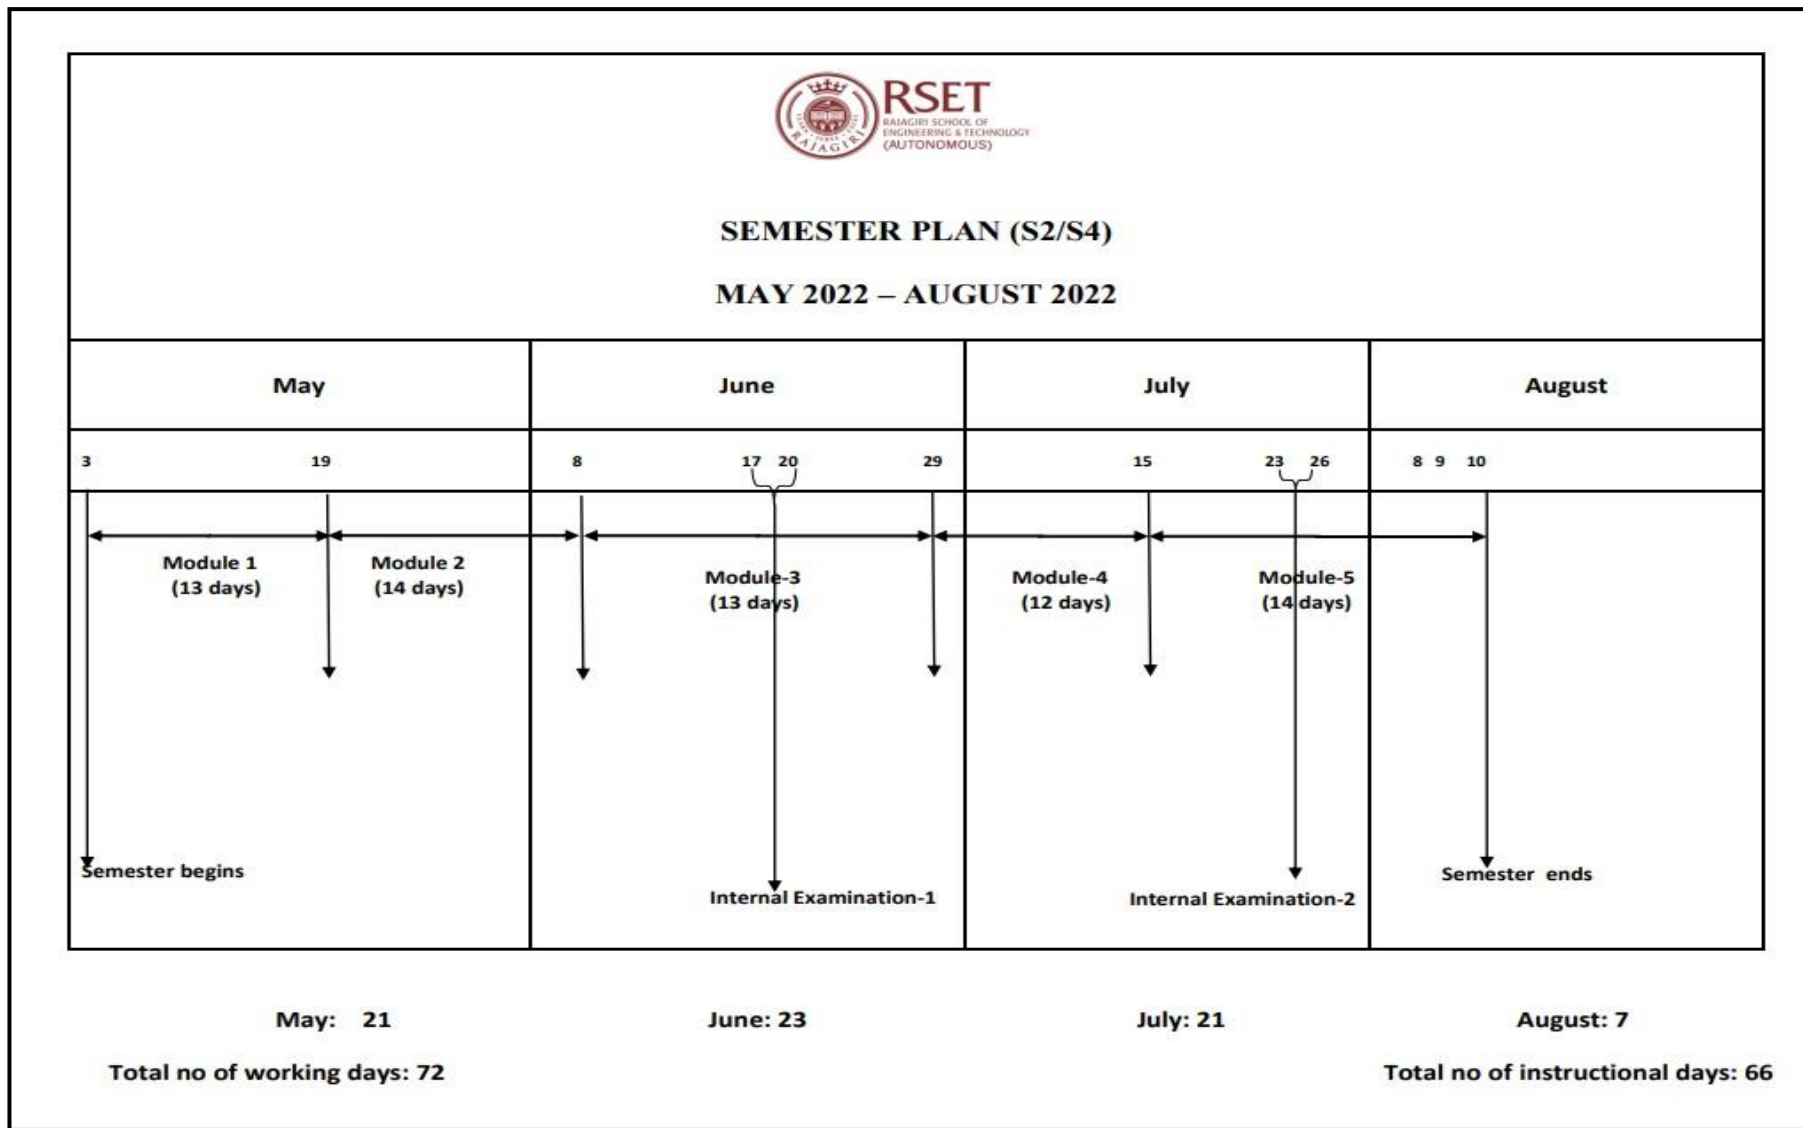 RSET
RAJAGIRI SCHOOL OF
ENGINEERING & TECHNOLOGY
(AUTONOMOUS)
RAJAGIRI
SEMESTER PLAN (S2/S4)
MAY 2022 – AUGUST 2022
May June July August
3 19 8 17 20 29 15 23 26 8 9 10
Module 1 Module 2 Module-3 Module-4 Module-5
(13 days) (14 days) (13 days) (12 days) (14 days)
Semester begins Internal Examination-1 Internal Examination-2 Semester ends
May: 21 June: 23 July: 21 August: 7
Total no of working days: 72 Total no of instructional days: 66